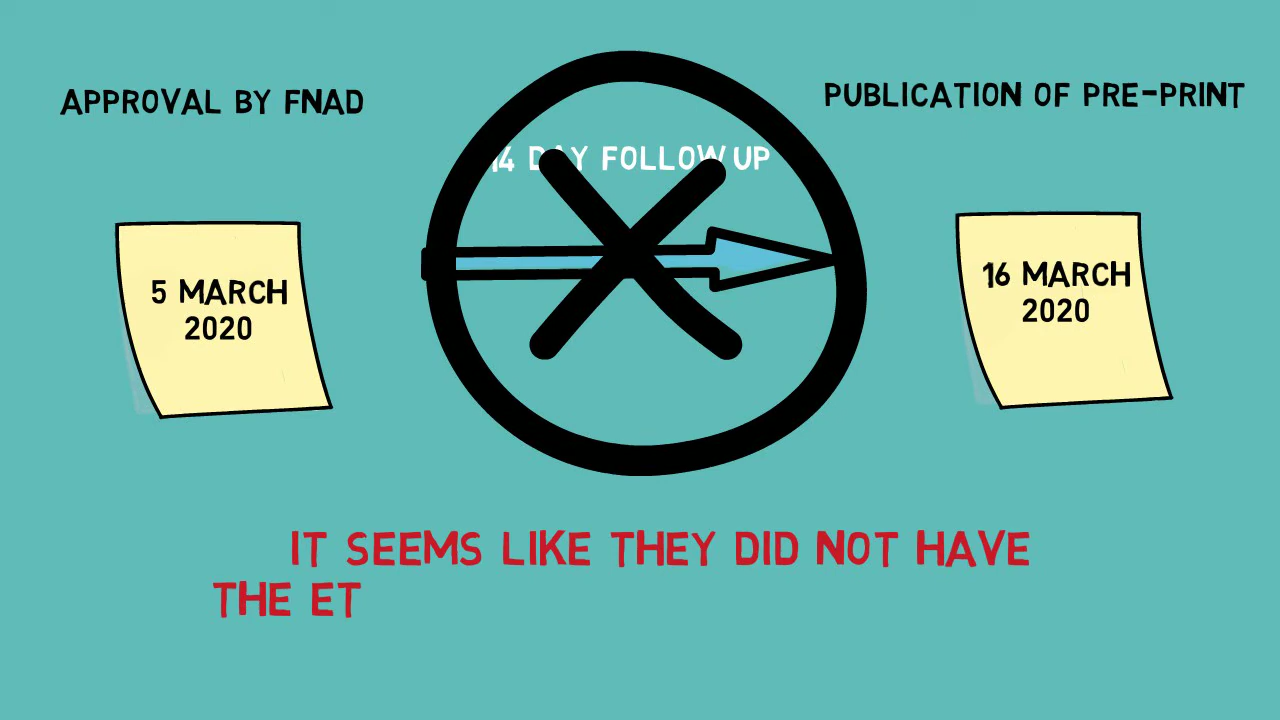 APPROVAL BY FNAD
PUBLICATION OF PRE-PRINT
14 DAY FOLLOW UP
5 MARCH
2020
16 MARCH
2020
IT SEEMS LIKE THEY DID NOT HAVE
THE ET